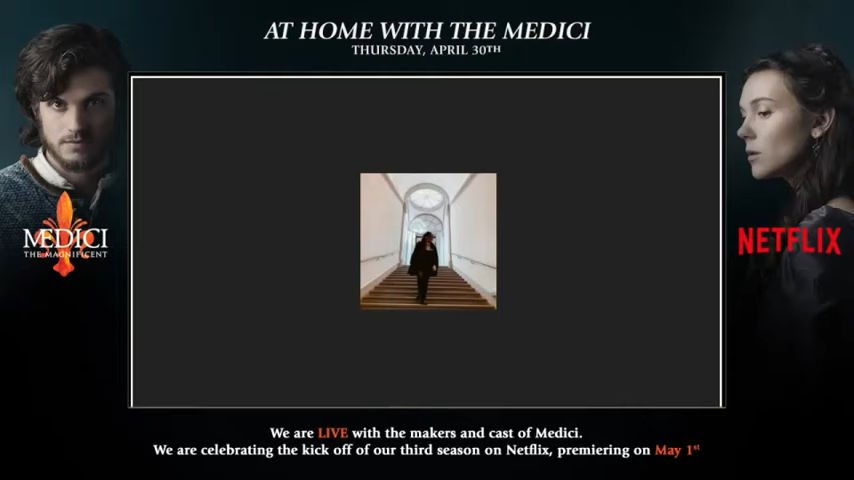 AT HOME WITH THE MEDICI
THURSDAY, APRIL 30TH
MEDICI
THE MAGNIFICENT
NETFLIX
We are LIVE with the makers and cast of Medici.
We are celebrating the kick off of our third season on Netflix, premiering on May 1st